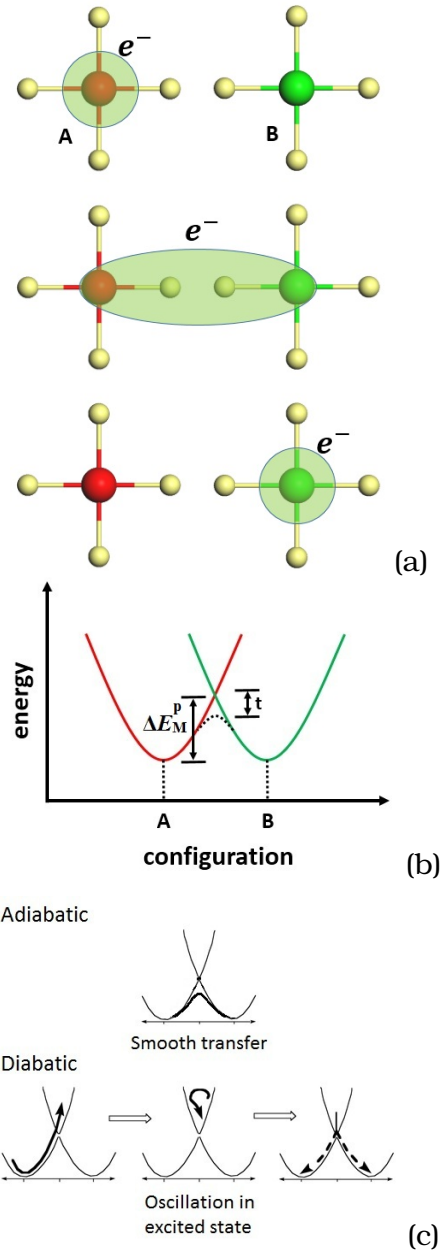 e⁻
A
B
e⁻
e⁻
(a)
energy
ΔE_M^p
t
A
B
configuration
(b)
Adiabatic
Smooth transfer
Diabatic
Oscillation in
excited state
(c)